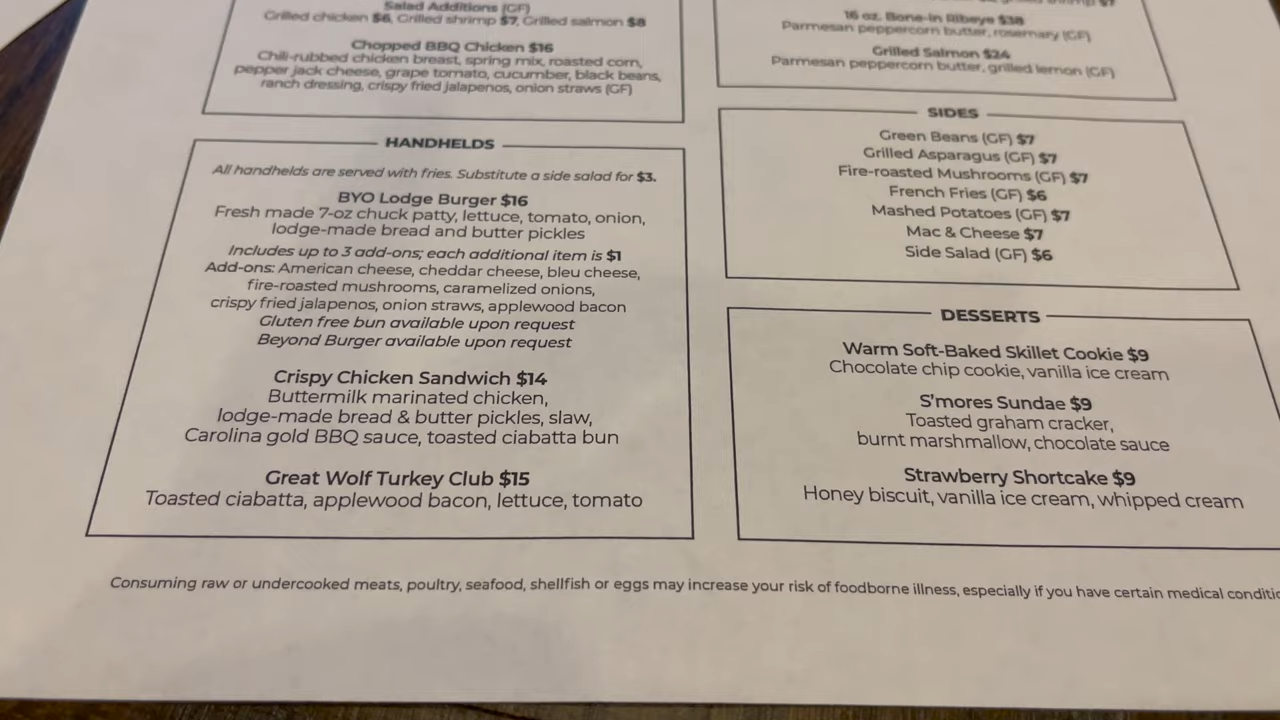 Salad Additions (GF)
Grilled chicken $6, Grilled shrimp $7, Grilled salmon $8
Chopped BBQ Chicken $16
Chili-rubbed chicken breast, spring mix, roasted corn,
pepper jack cheese, grape tomato, cucumber, black beans,
ranch dressing, crispy fried jalapenos, onion straws (GF)
HANDHELDS
All handhelds are served with fries. Substitute a side salad for $3.
BYO Lodge Burger $16
Fresh made 7-oz chuck patty, lettuce, tomato, onion,
lodge-made bread and butter pickles
Includes up to 3 add-ons; each additional item is $1
Add-ons: American cheese, cheddar cheese, bleu cheese,
fire-roasted mushrooms, caramelized onions,
crispy fried jalapenos, onion straws, applewood bacon
Gluten free bun available upon request
Beyond Burger available upon request
Crispy Chicken Sandwich $14
Buttermilk marinated chicken,
lodge-made bread & butter pickles, slaw,
Carolina gold BBQ sauce, toasted ciabatta bun
Great Wolf Turkey Club $15
Toasted ciabatta, applewood bacon, lettuce, tomato
shrimp $7
16 oz. Bone-in Ribeye $38
Parmesan peppercorn butter, rosemary (GF)
Grilled Salmon $24
Parmesan peppercorn butter, grilled lemon (GF)
SIDES
Green Beans (GF) $7
Grilled Asparagus (GF) $7
Fire-roasted Mushrooms (GF) $7
French Fries (GF) $6
Mashed Potatoes (GF) $7
Mac & Cheese $7
Side Salad (GF) $6
DESSERTS
Warm Soft-Baked Skillet Cookie $9
Chocolate chip cookie, vanilla ice cream
S'mores Sundae $9
Toasted graham cracker,
burnt marshmallow, chocolate sauce
Strawberry Shortcake $9
Honey biscuit, vanilla ice cream, whipped cream
Consuming raw or undercooked meats, poultry, seafood, shellfish or eggs may increase your risk of foodborne illness, especially if you have certain medical conditio